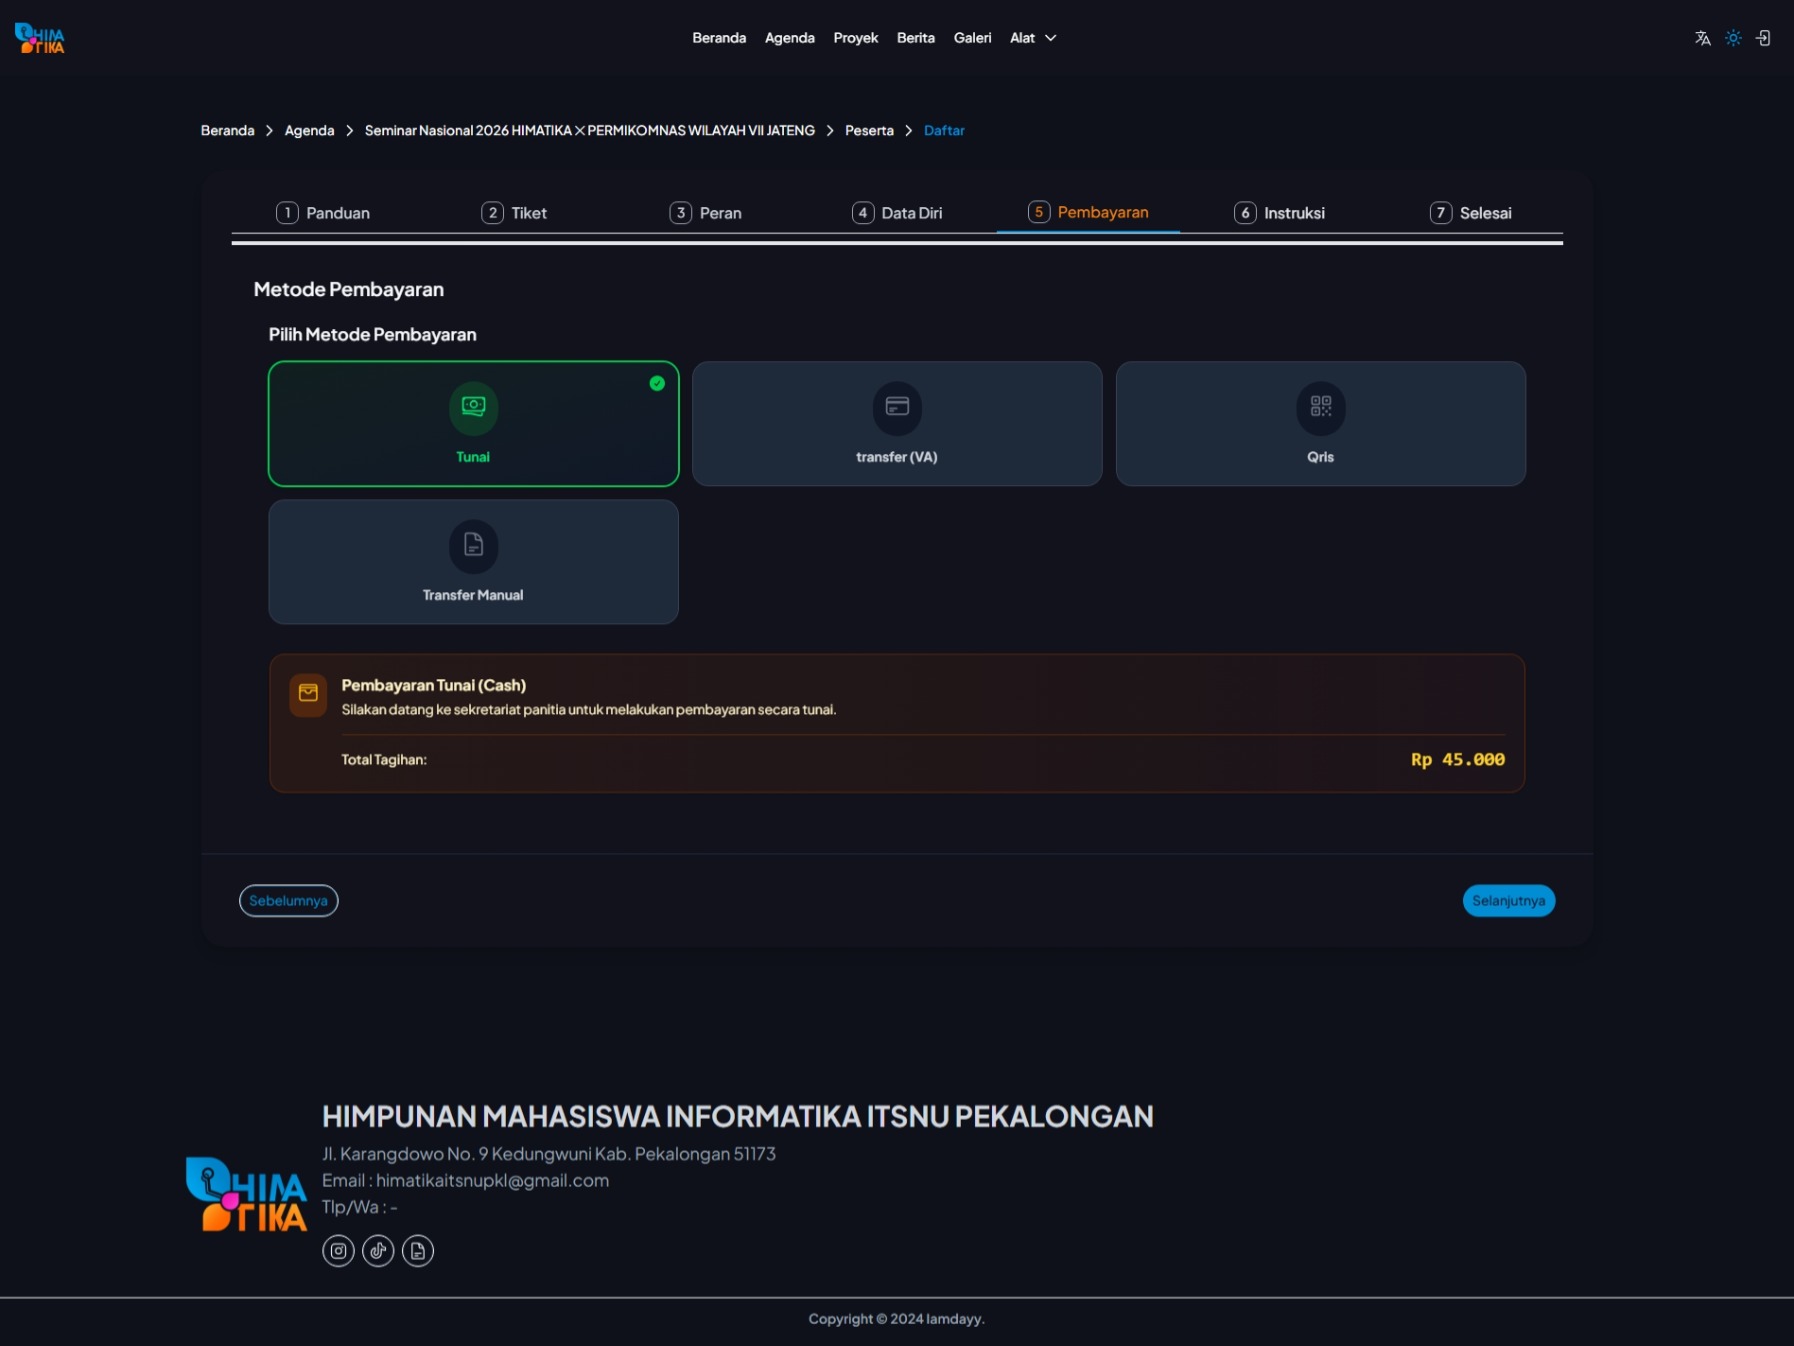 HIMA
TIKA
Beranda
Agenda
Proyek
Berita
Galeri
Alat
Beranda > Agenda > Seminar Nasional 2026 HIMATIKA X PERMIKOMNAS WILAYAH VII JATENG > Peserta > Daftar
1 Panduan
2 Tiket
3 Peran
4 Data Diri
5 Pembayaran
6 Instruksi
7 Selesai
Metode Pembayaran
Pilih Metode Pembayaran
Tunai
transfer (VA)
Qris
Transfer Manual
Pembayaran Tunai (Cash)
Silakan datang ke sekretariat panitia untuk melakukan pembayaran secara tunai.
Total Tagihan:
Rp 45.000
Sebelumnya
Selanjutnya
HIMPUNAN MAHASISWA INFORMATIKA ITSNU PEKALONGAN
Jl. Karangdowo No. 9 Kedungwuni Kab. Pekalongan 51173
Email : himatikaitsnupkl@gmail.com
Tlp/Wa : -
HIMA
TIKA
Copyright © 2024 Iamdayy.